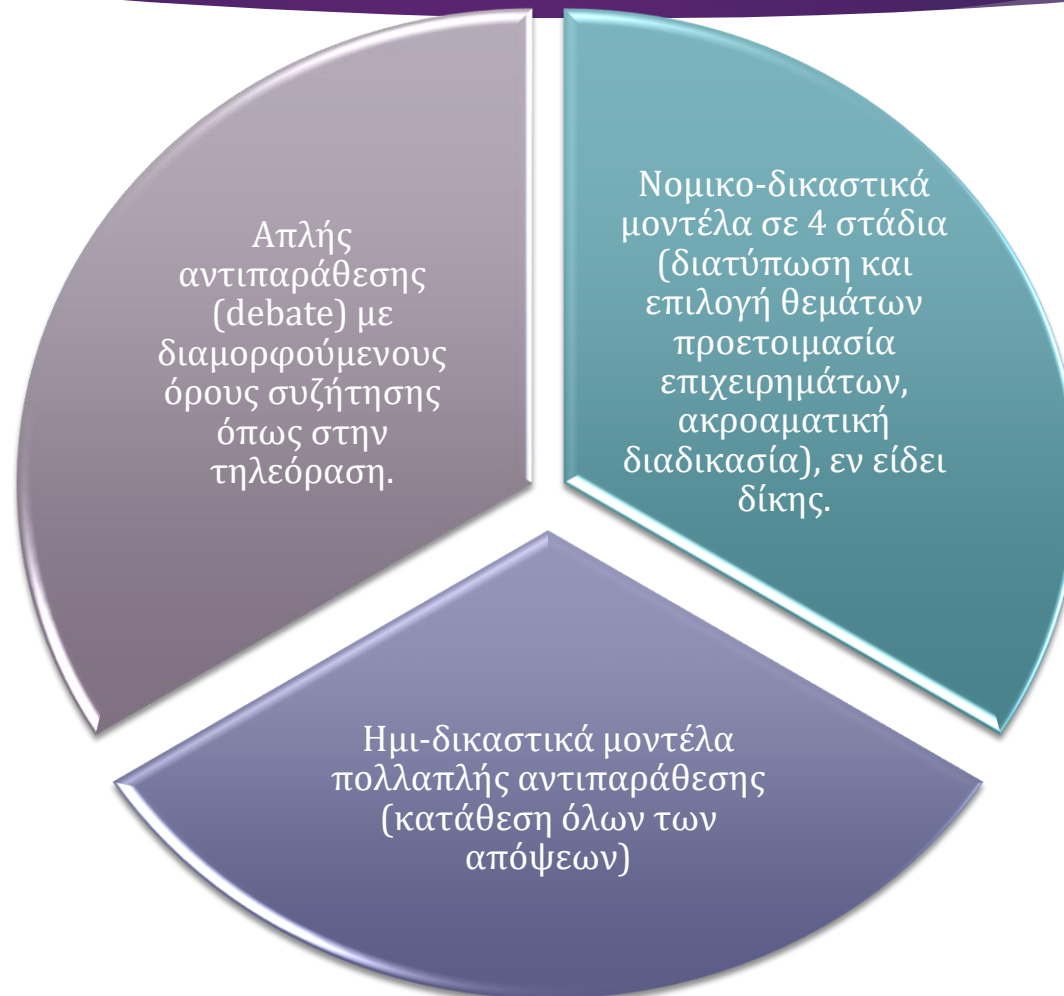 Απλής
αντιπαράθεσης
(debate) με
διαμορφούμενους
όρους συζήτησης
όπως στην
τηλεόραση.
Νομικο-δικαστικά
μοντέλα σε 4 στάδια
(διατύπωση και
επιλογή θεμάτων
προετοιμασία
επιχειρημάτων,
ακροαματική
διαδικασία), εν είδει
δίκης.
Ημι-δικαστικά μοντέλα
πολλαπλής αντιπαράθεσης
(κατάθεση όλων των
απόψεων)